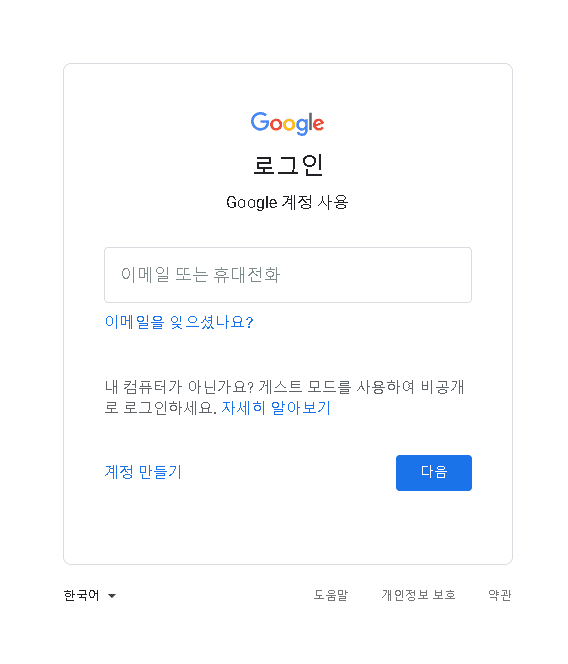 Google
로그인
Google 계정 사용
이메일 또는 휴대전화
이메일을 잊으셨나요?
내 컴퓨터가 아닌가요? 게스트 모드를 사용하여 비공개
로 로그인하세요. 자세히 알아보기
계정 만들기
다음
한국어
도움말
개인정보 보호
약관